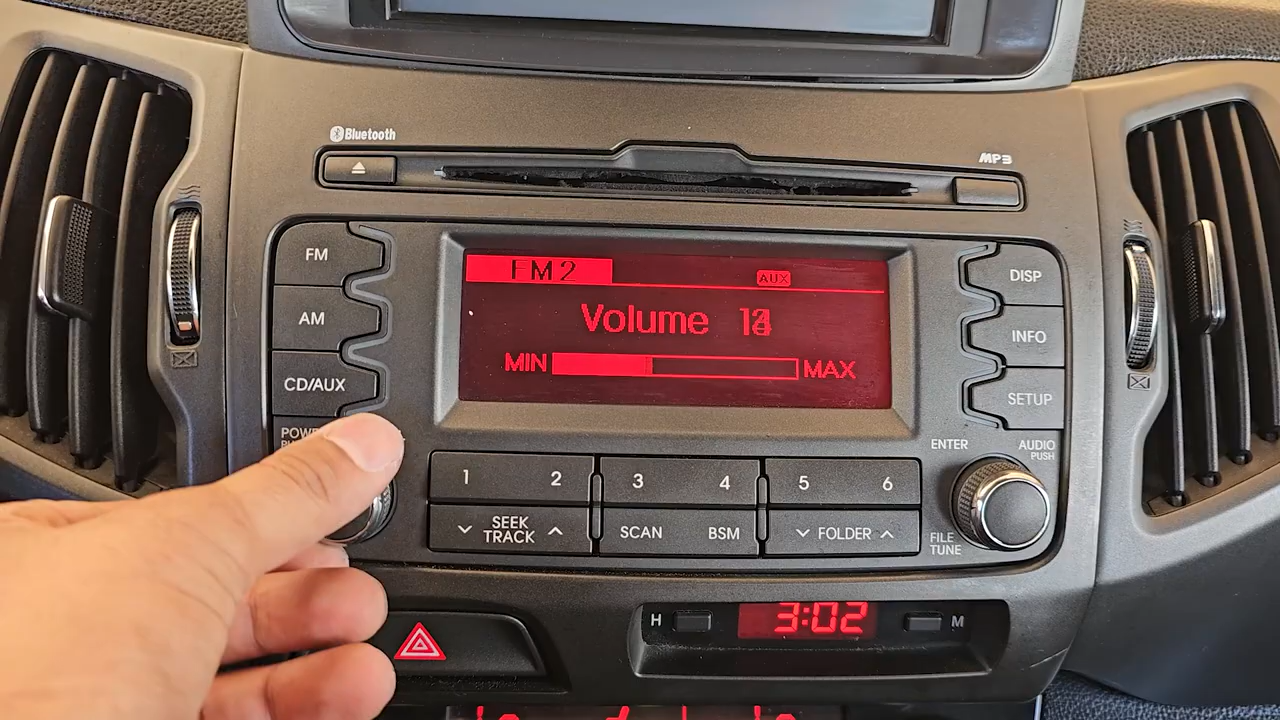 Bluetooth
MP3
FM
AM
CD/AUX
FM2
AUX
Volume
MIN
MAX
DISP
INFO
SETUP
ENTER
AUDIO
PUSH
1 2 3 4 5 6
SEEK
TRACK
SCAN BSM
FOLDER
FILE
TUNE
H 3:02 M